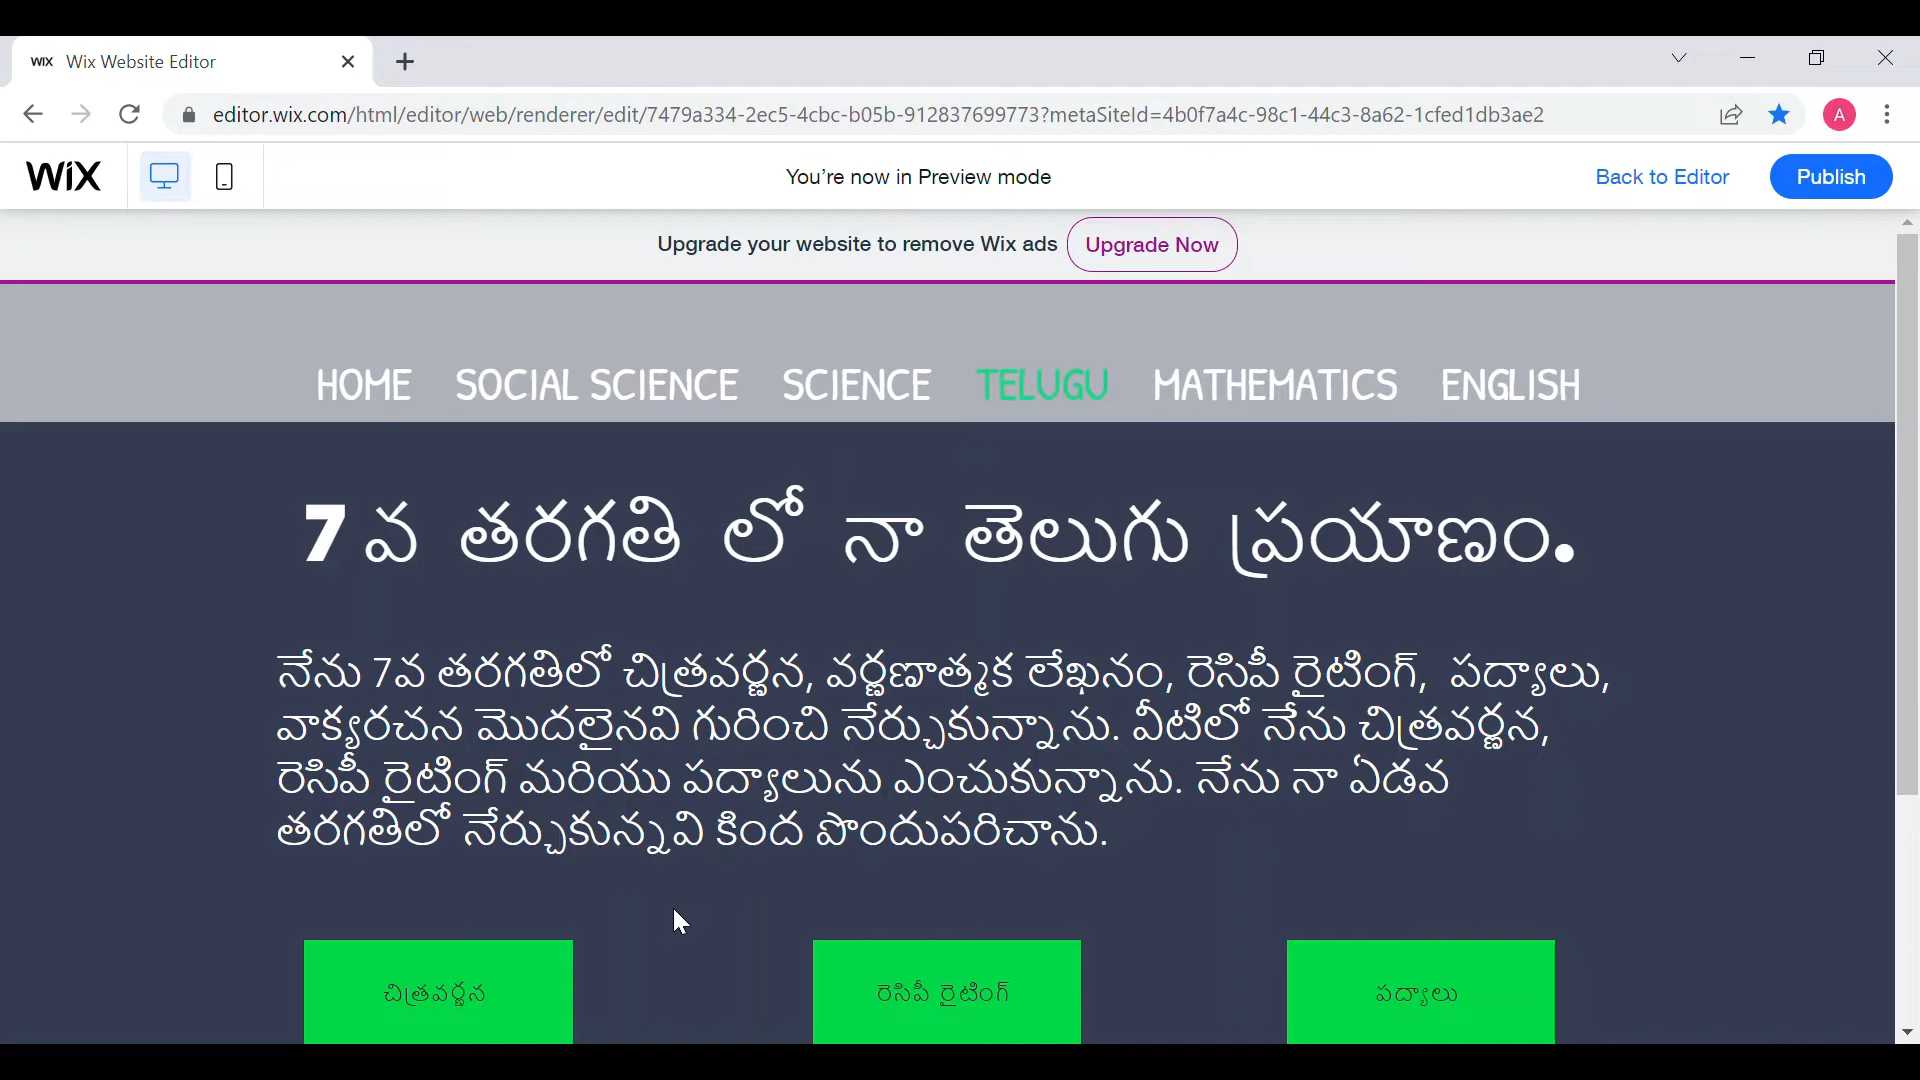 WiX Wix Website Editor
editor.wix.com/html/editor/web/renderer/edit/7479a334-2ec5-4cbc-b05b-912837699773?metaSiteId=4b0f7a4c-98c1-44c3-8a62-1cfed1db3ae2 A
WiX You're now in Preview mode Back to Editor Publish
Upgrade your website to remove Wix ads Upgrade Now
HOME SOCIAL SCIENCE SCIENCE TELUGU MATHEMATICS ENGLISH
7వ తరగతి లో నా తెలుగు ప్రయాణం.
నేను 7వ తరగతిలో చిత్రవర్ణన, వర్ణణాత్మక లేఖనం, రెసిపీ రైటింగ్, పద్యాలు,
వాక్యరచన మొదలైనవి గురించి నేర్చుకున్నాను. వీటిలో నేను చిత్రవర్ణన,
రెసిపీ రైటింగ్ మరియు పద్యాలును ఎంచుకున్నాను. నేను నా ఏడవ
తరగతిలో నేర్చుకున్నవి కింద పొందుపరిచాను.
చిత్రవర్ణన రెసిపీ రైటింగ్ పద్యాలు